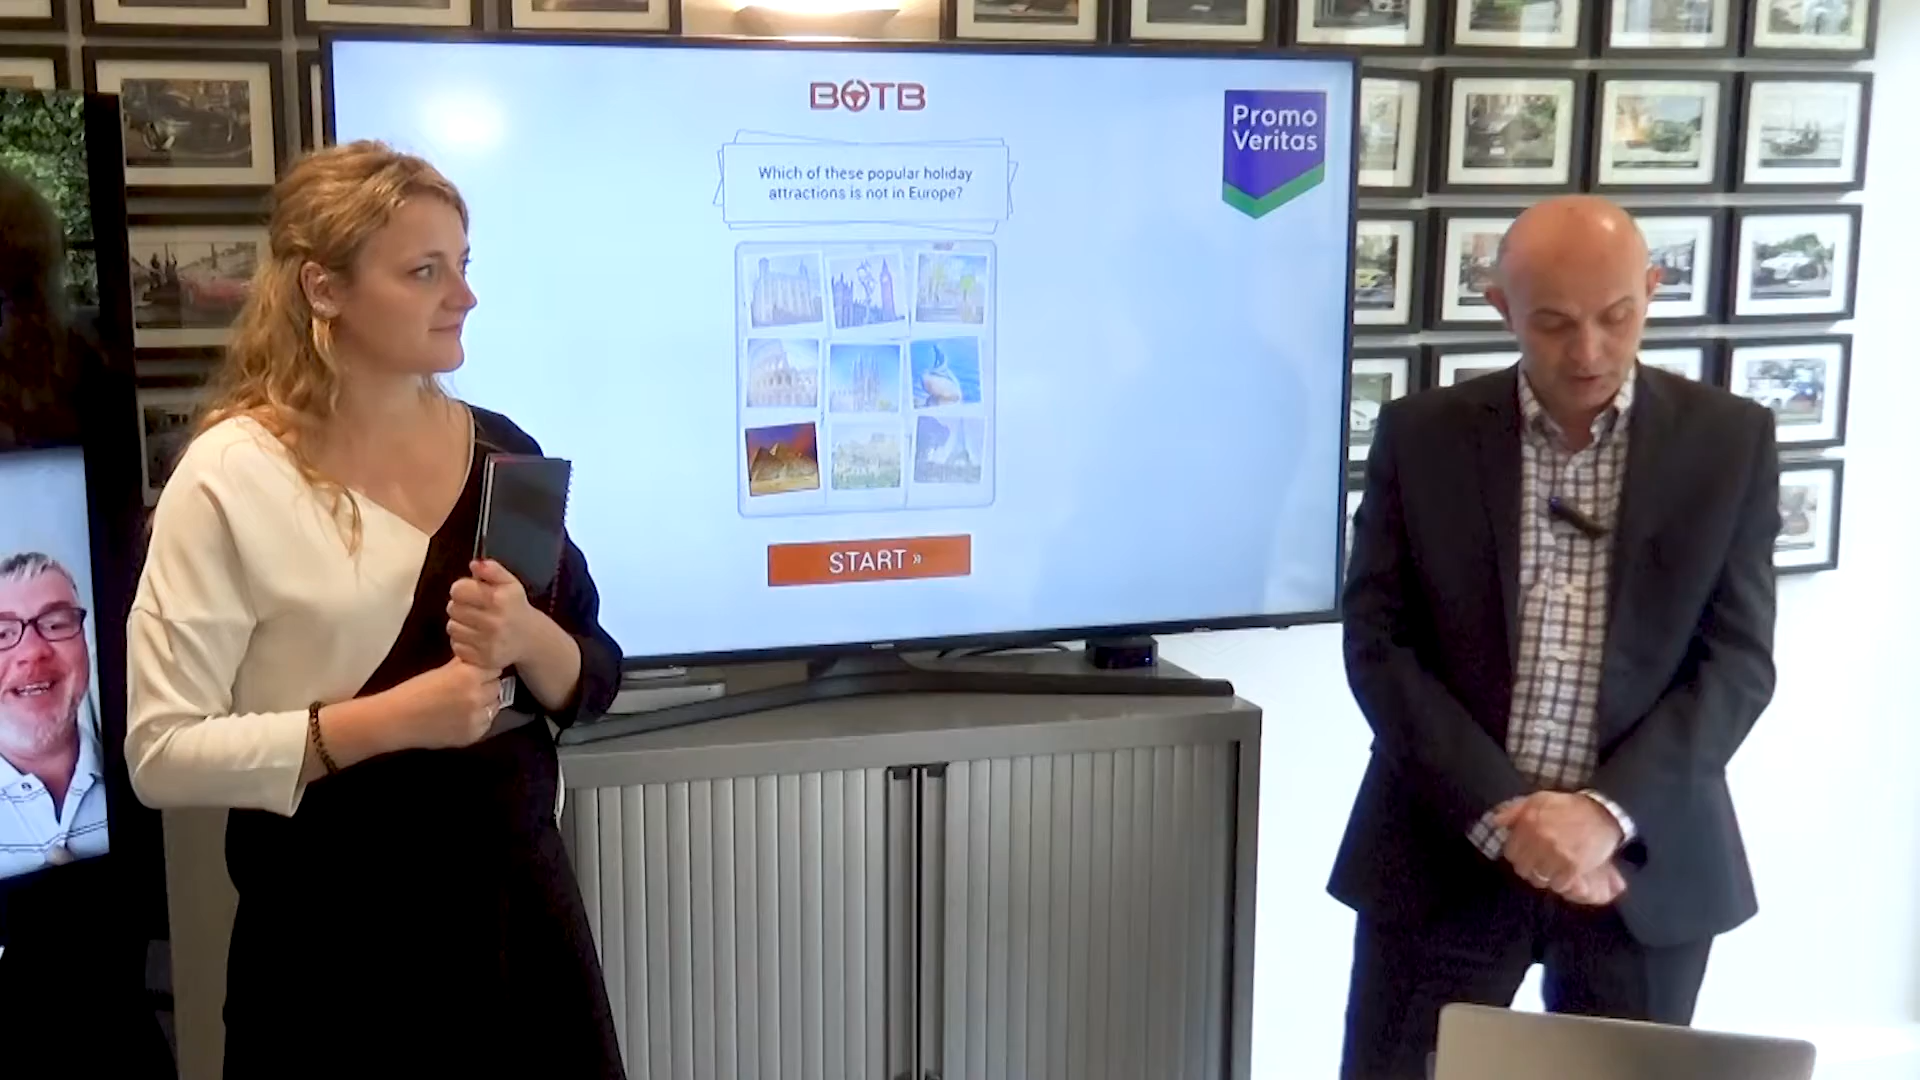 BOTB
Promo
Veritas
Which of these popular holiday
attractions is not in Europe?
START »